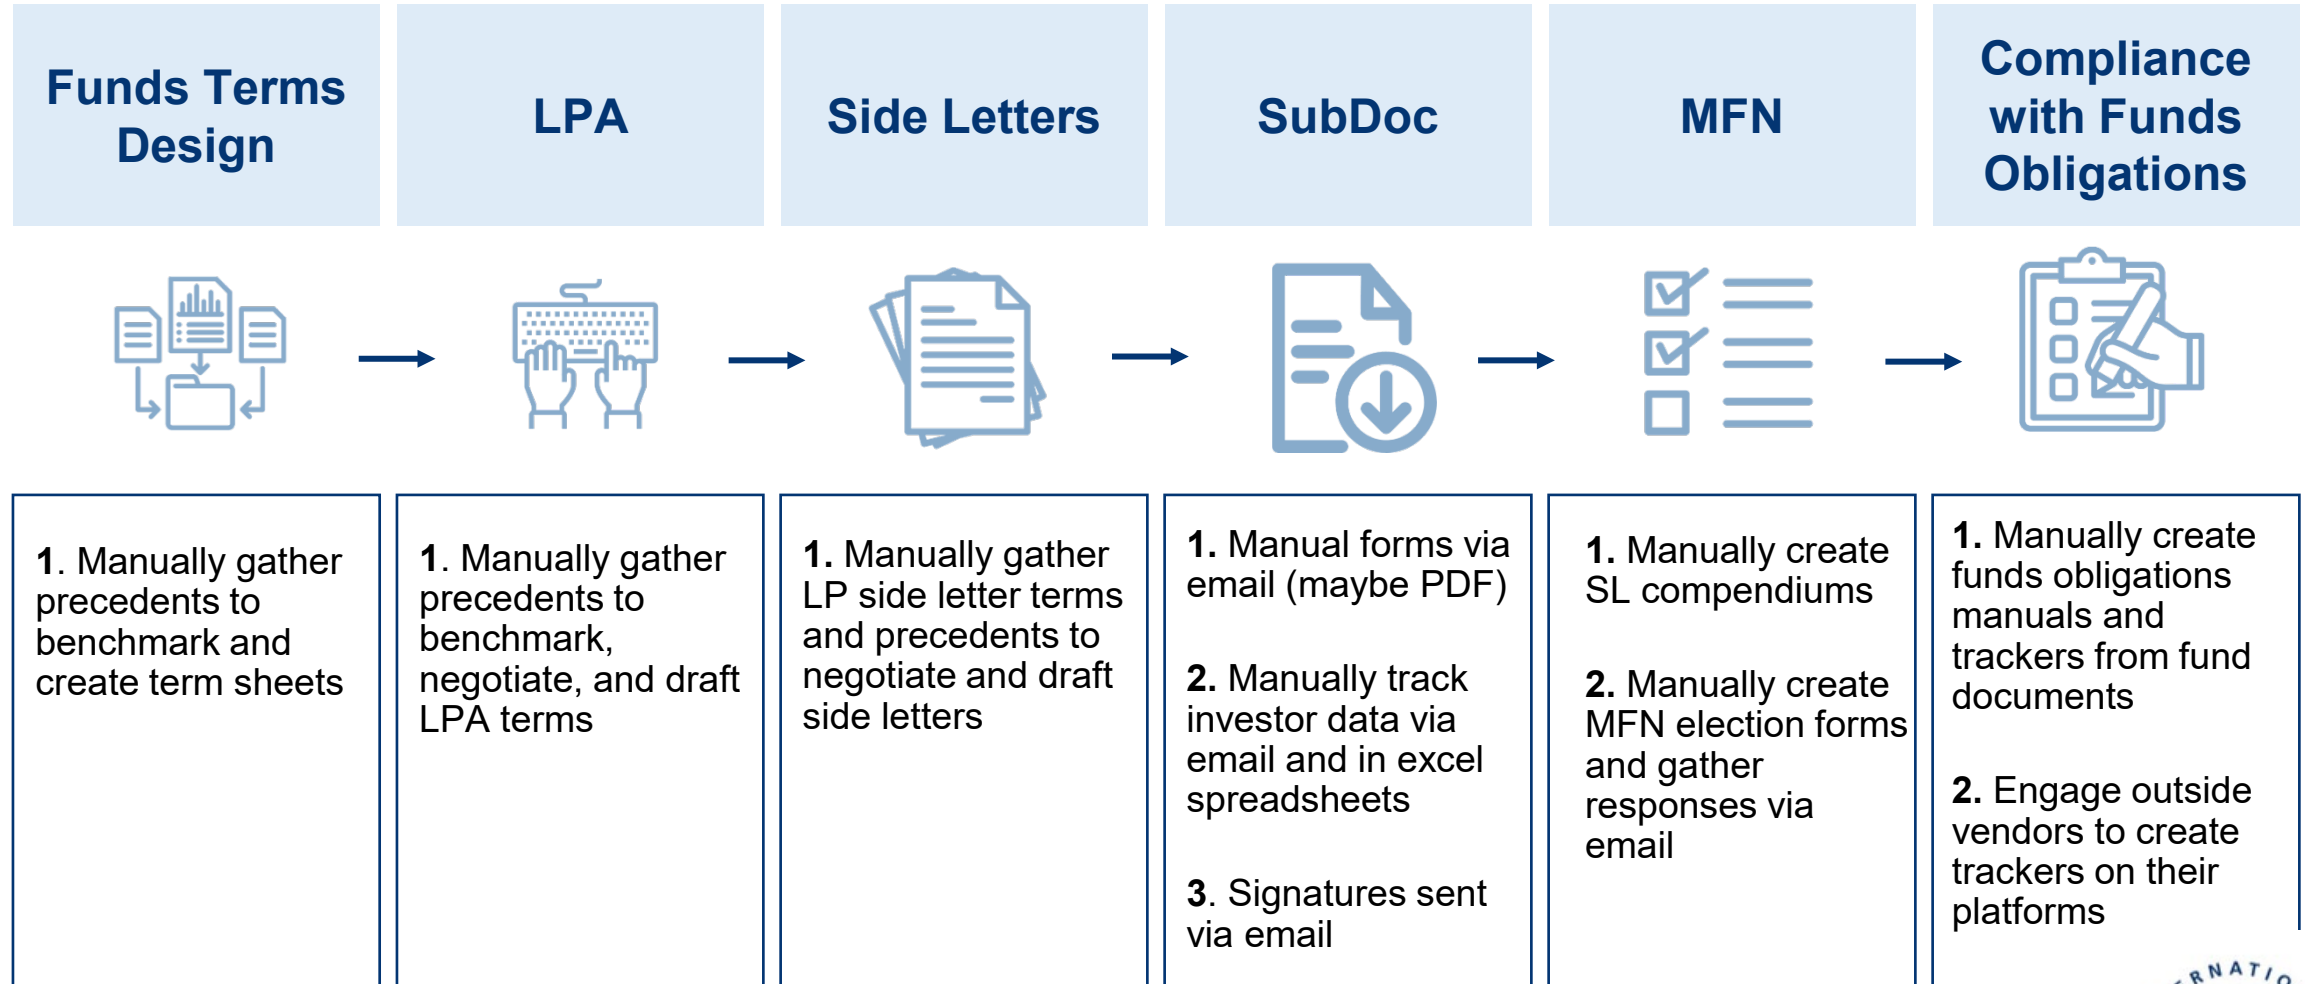 Funds Terms
Design
LPA
Side Letters
SubDoc
MFN
Compliance
with Funds
Obligations
1. Manually gather
precedents to
benchmark and
create term sheets
1. Manually gather
precedents to
benchmark,
negotiate, and draft
LPA terms
1. Manually gather
LP side letter terms
and precedents to
negotiate and draft
side letters
1. Manual forms via
email (maybe PDF)
2. Manually track
investor data via
email and in excel
spreadsheets
3. Signatures sent
via email
1. Manually create
SL compendiums
2. Manually create
MFN election forms
and gather
responses via
email
1. Manually create
funds obligations
manuals and
trackers from fund
documents
2. Engage outside
vendors to create
trackers on their
platforms